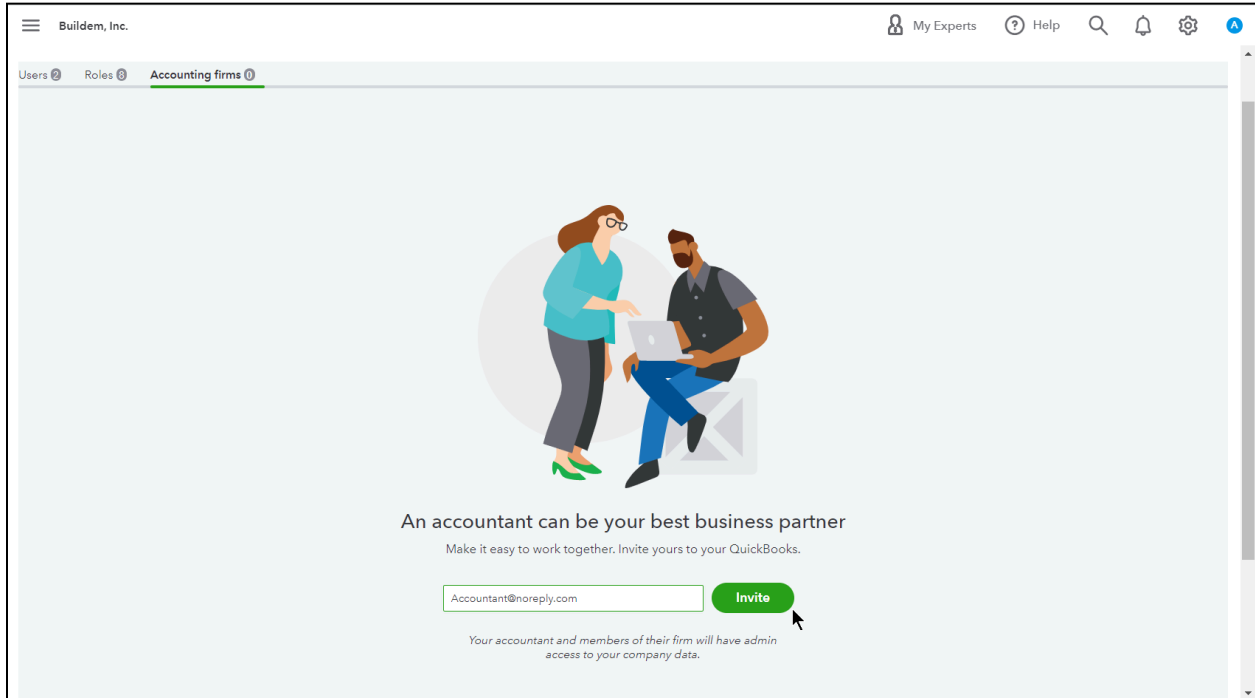 Buildem, Inc.
My Experts
Help
A
Users 2
Roles 8
Accounting firms 0
An accountant can be your best business partner
Make it easy to work together. Invite yours to your QuickBooks.
Accountant@noreply.com
Invite
Your accountant and members of their firm will have admin
access to your company data.